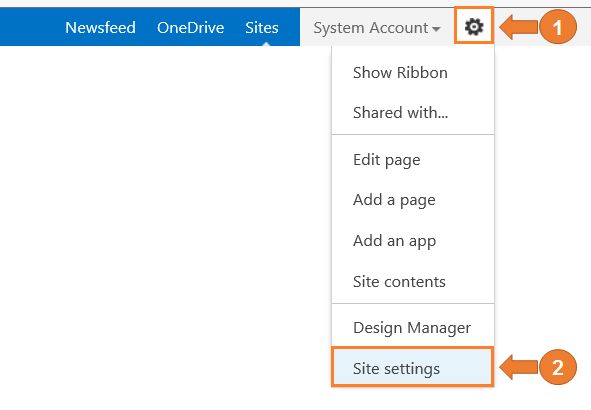 Newsfeed OneDrive Sites System Account 1
Show Ribbon
Shared with...
Edit page
Add a page
Add an app
Site contents
Design Manager
Site settings 2